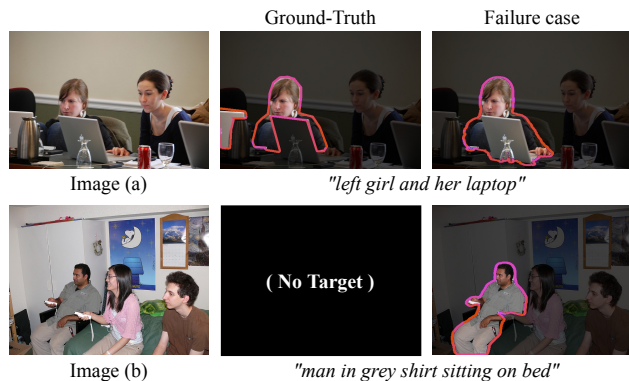 Ground-Truth Failure case
Image (a) "left girl and her laptop"
( No Target )
Image (b) "man in grey shirt sitting on bed"